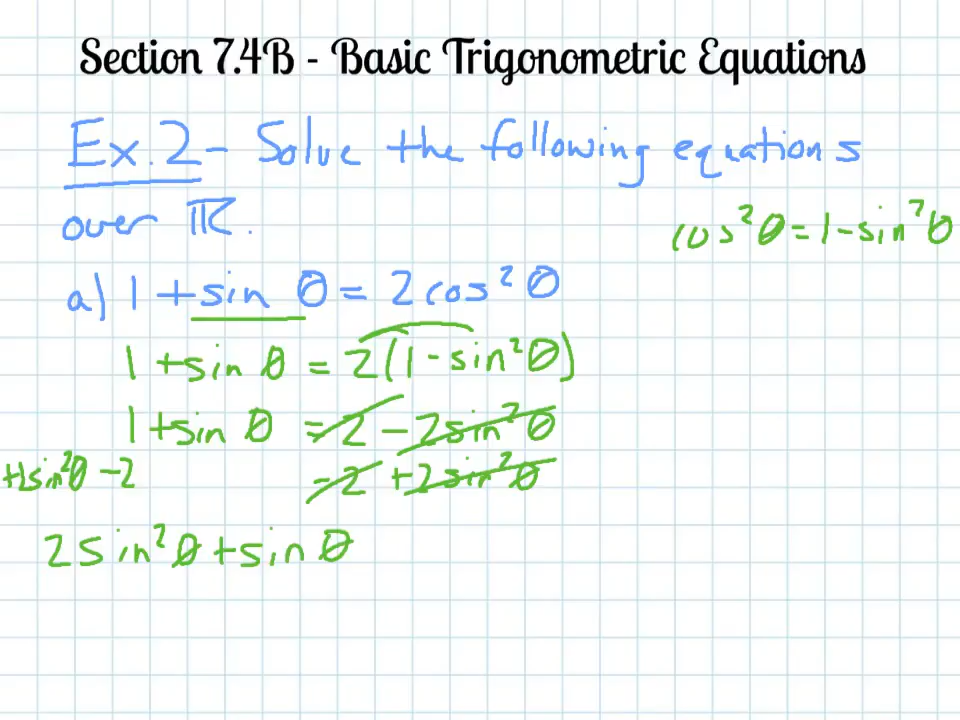 Section 7.4B - Basic Trigonometric Equations
Ex. 2 - Solve the following equations
over ℝ.
cos²θ = 1 - sin²θ
a) 1 + sin θ = 2cos²θ
1 + sin θ = 2(1 - sin²θ)
1 + sin θ = 2 - 2sin²θ
+2sin²θ - 2 -2 +2sin²θ
2sin²θ + sin θ